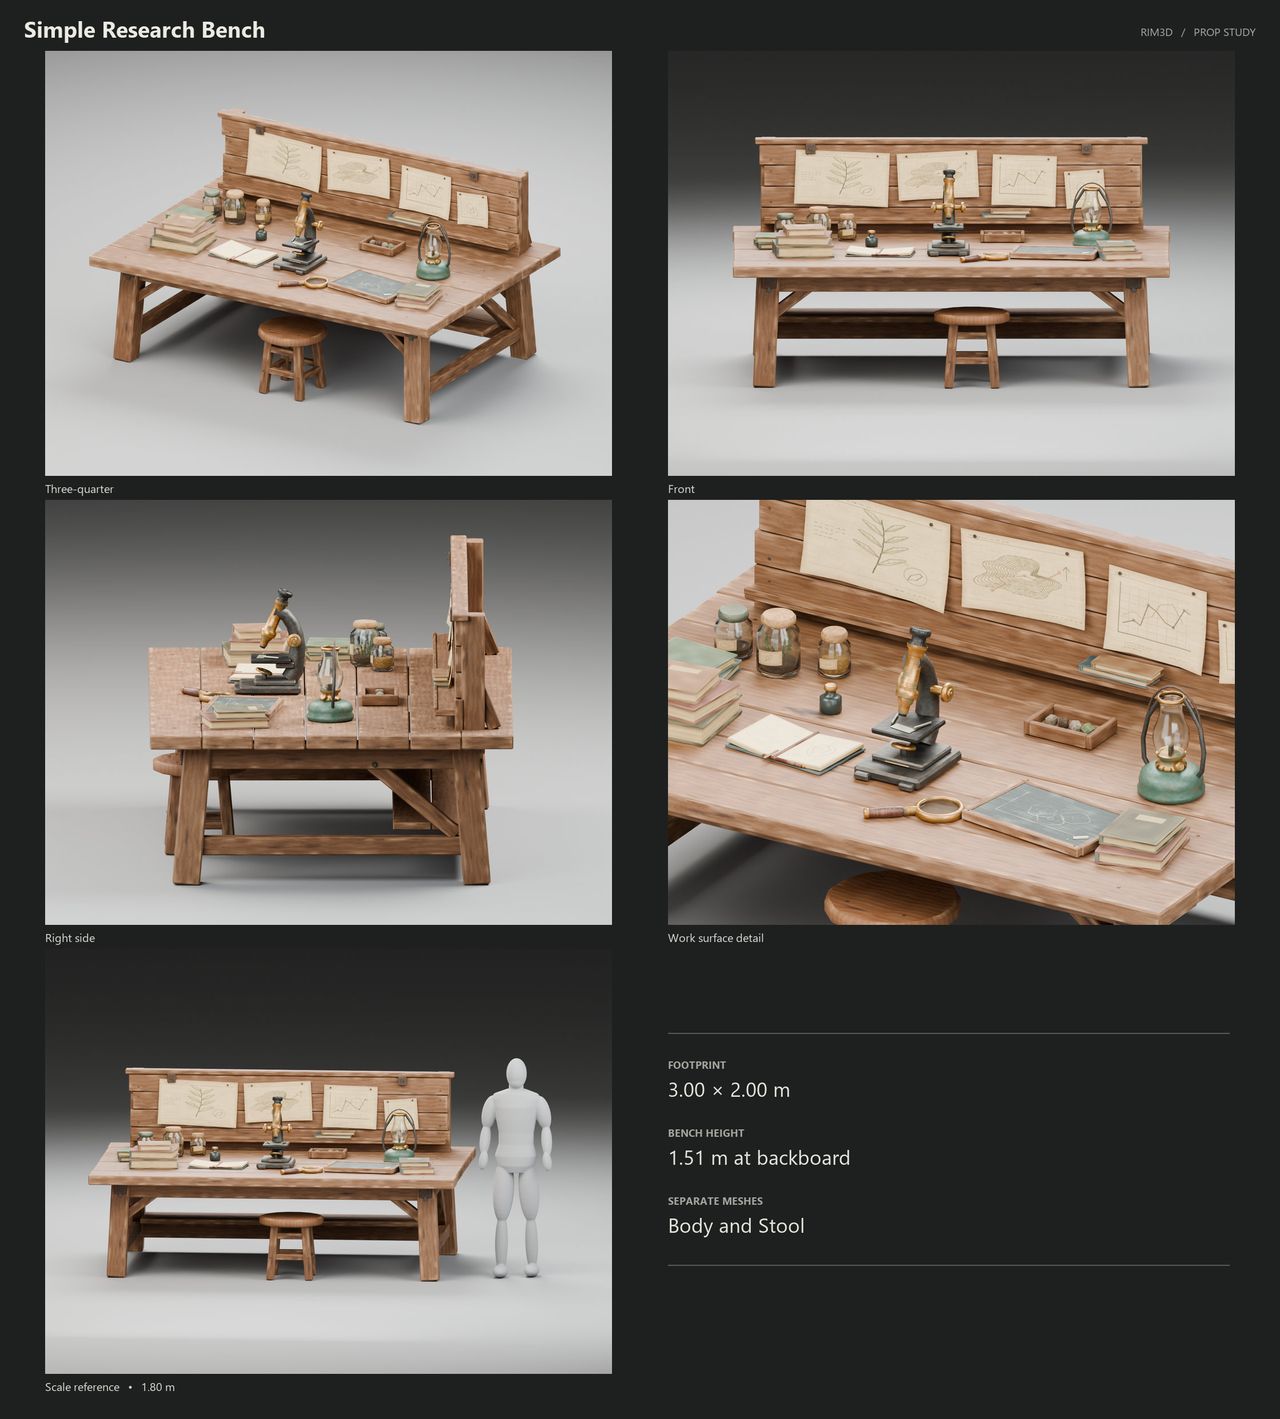 Simple Research Bench
RIM3D / PROP STUDY
Three-quarter
Front
Right side
Work surface detail
FOOTPRINT
3.00 × 2.00 m
BENCH HEIGHT
1.51 m at backboard
SEPARATE MESHES
Body and Stool
Scale reference • 1.80 m